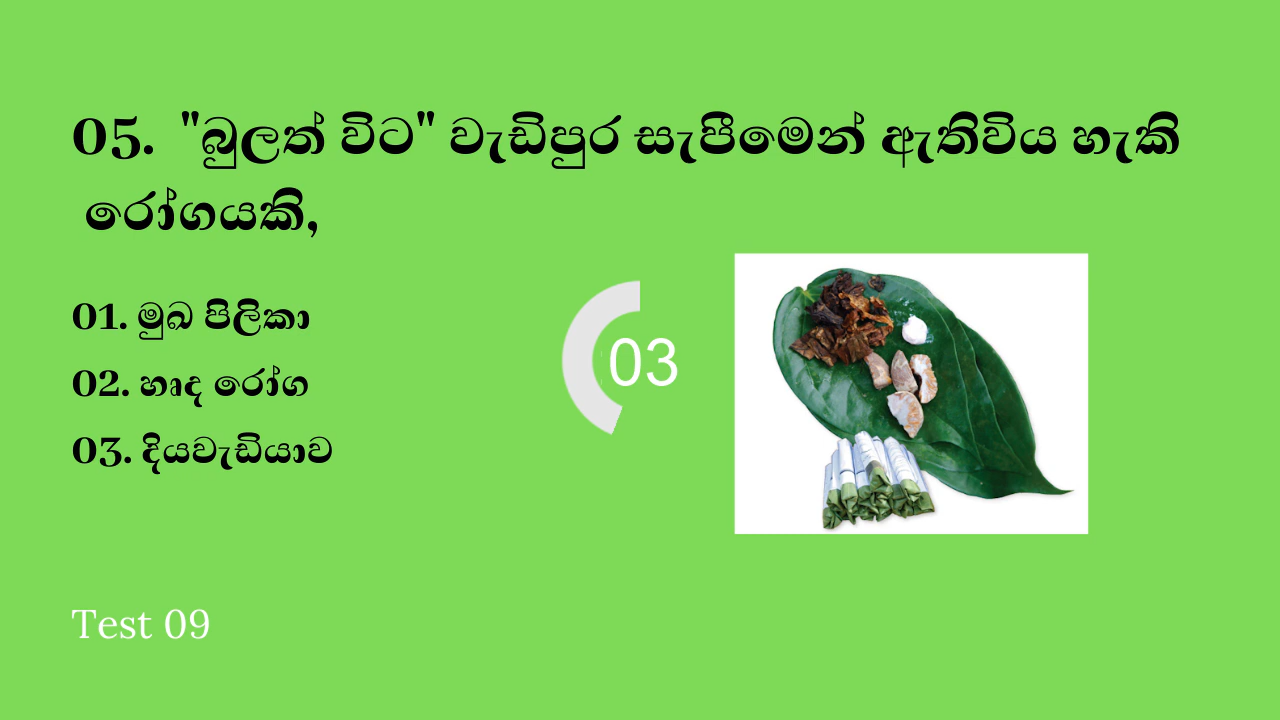 05. "බුලත් විට" වැඩිපුර සැපීමෙන් ඇතිවිය හැකි
රෝගයකි,
01. මුඛ පිලිකා
02. හෘද රෝග
03. දියවැඩියාව
03
Test 09